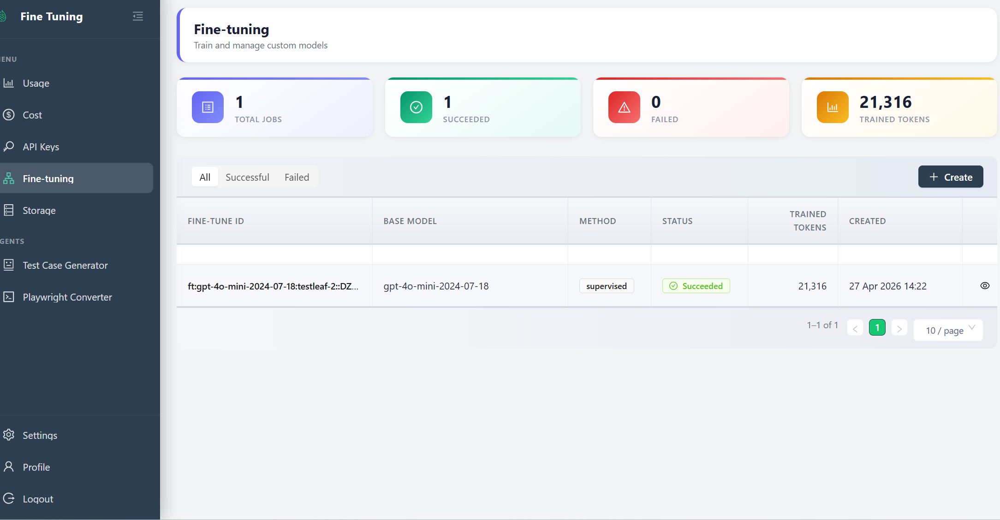 Fine Tuning
ENU
Usage
Cost
API Keys
Fine-tuning
Storage
GENTS
Test Case Generator
Playwright Converter
Settings
Profile
Logout
Fine-tuning
Train and manage custom models
1
TOTAL JOBS
1
SUCCEEDED
0
FAILED
21,316
TRAINED TOKENS
All Successful Failed
+ Create
FINE-TUNE ID BASE MODEL METHOD STATUS TRAINED TOKENS CREATED
ft:gpt-4o-mini-2024-07-18:testleaf-2::DZ... gpt-4o-mini-2024-07-18 supervised Succeeded 21,316 27 Apr 2026 14:22
1–1 of 1 < 1 > 10 / page